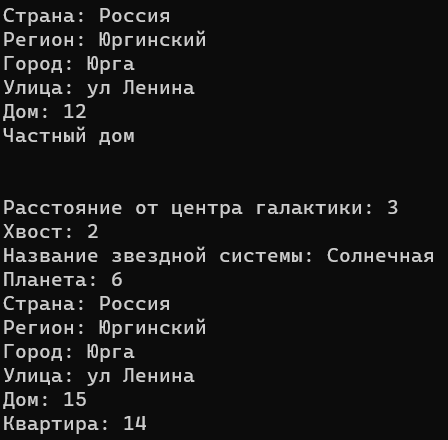 Страна: Россия
Регион: Юргинский
Город: Юрга
Улица: ул Ленина
Дом: 12
Частный дом
Расстояние от центра галактики: 3
Хвост: 2
Название звездной системы: Солнечная
Планета: 6
Страна: Россия
Регион: Юргинский
Город: Юрга
Улица: ул Ленина
Дом: 15
Квартира: 14